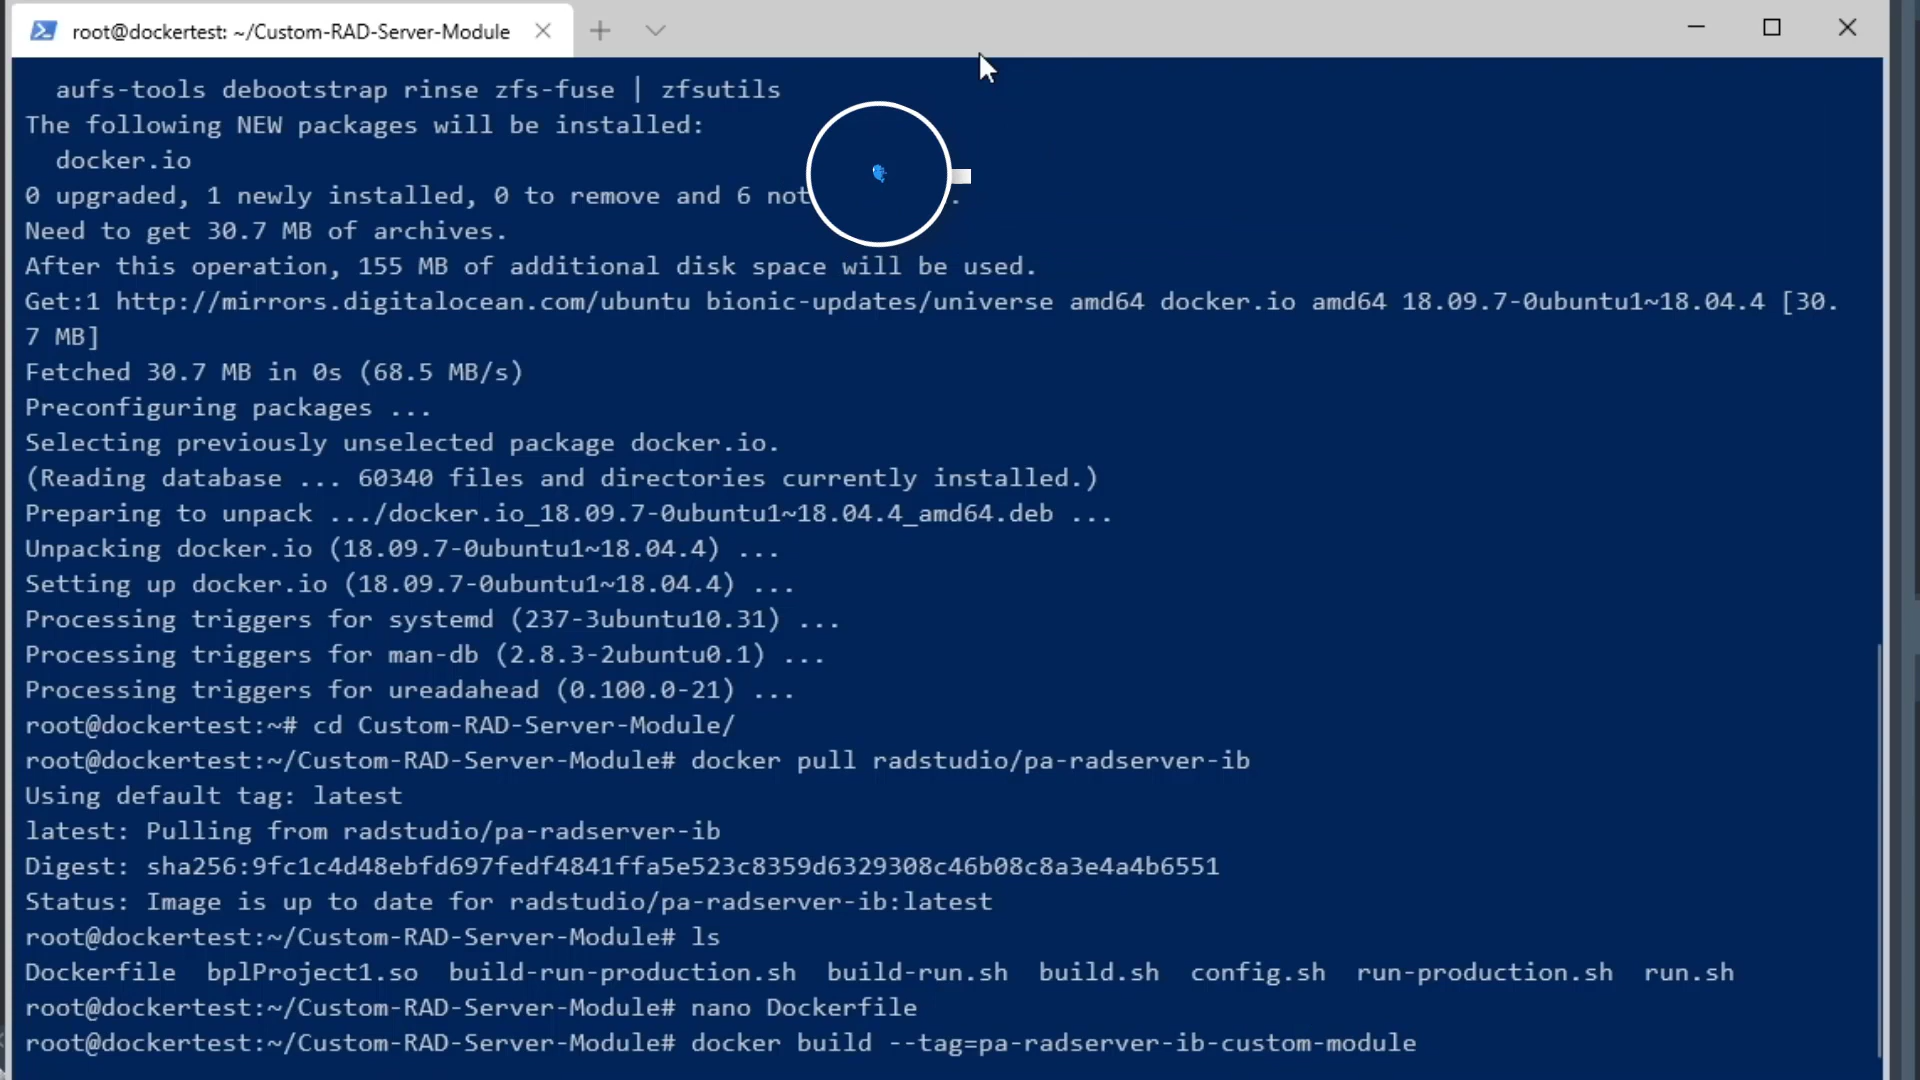 root@dockertest: ~/Custom-RAD-Server-Module
aufs-tools debootstrap rinse zfs-fuse | zfsutils
The following NEW packages will be installed:
docker.io
0 upgraded, 1 newly installed, 0 to remove and 6 not .
Need to get 30.7 MB of archives.
After this operation, 155 MB of additional disk space will be used.
Get:1 http://mirrors.digitalocean.com/ubuntu bionic-updates/universe amd64 docker.io amd64 18.09.7-0ubuntu1~18.04.4 [30.
7 MB]
Fetched 30.7 MB in 0s (68.5 MB/s)
Preconfiguring packages ...
Selecting previously unselected package docker.io.
(Reading database ... 60340 files and directories currently installed.)
Preparing to unpack .../docker.io_18.09.7-0ubuntu1~18.04.4_amd64.deb ...
Unpacking docker.io (18.09.7-0ubuntu1~18.04.4) ...
Setting up docker.io (18.09.7-0ubuntu1~18.04.4) ...
Processing triggers for systemd (237-3ubuntu10.31) ...
Processing triggers for man-db (2.8.3-2ubuntu0.1) ...
Processing triggers for ureadahead (0.100.0-21) ...
root@dockertest:~# cd Custom-RAD-Server-Module/
root@dockertest:~/Custom-RAD-Server-Module# docker pull radstudio/pa-radserver-ib
Using default tag: latest
latest: Pulling from radstudio/pa-radserver-ib
Digest: sha256:9fc1c4d48ebfd697fedf4841ffa5e523c8359d6329308c46b08c8a3e4a4b6551
Status: Image is up to date for radstudio/pa-radserver-ib:latest
root@dockertest:~/Custom-RAD-Server-Module# ls
Dockerfile bplProject1.so build-run-production.sh build-run.sh build.sh config.sh run-production.sh run.sh
root@dockertest:~/Custom-RAD-Server-Module# nano Dockerfile
root@dockertest:~/Custom-RAD-Server-Module# docker build --tag=pa-radserver-ib-custom-module